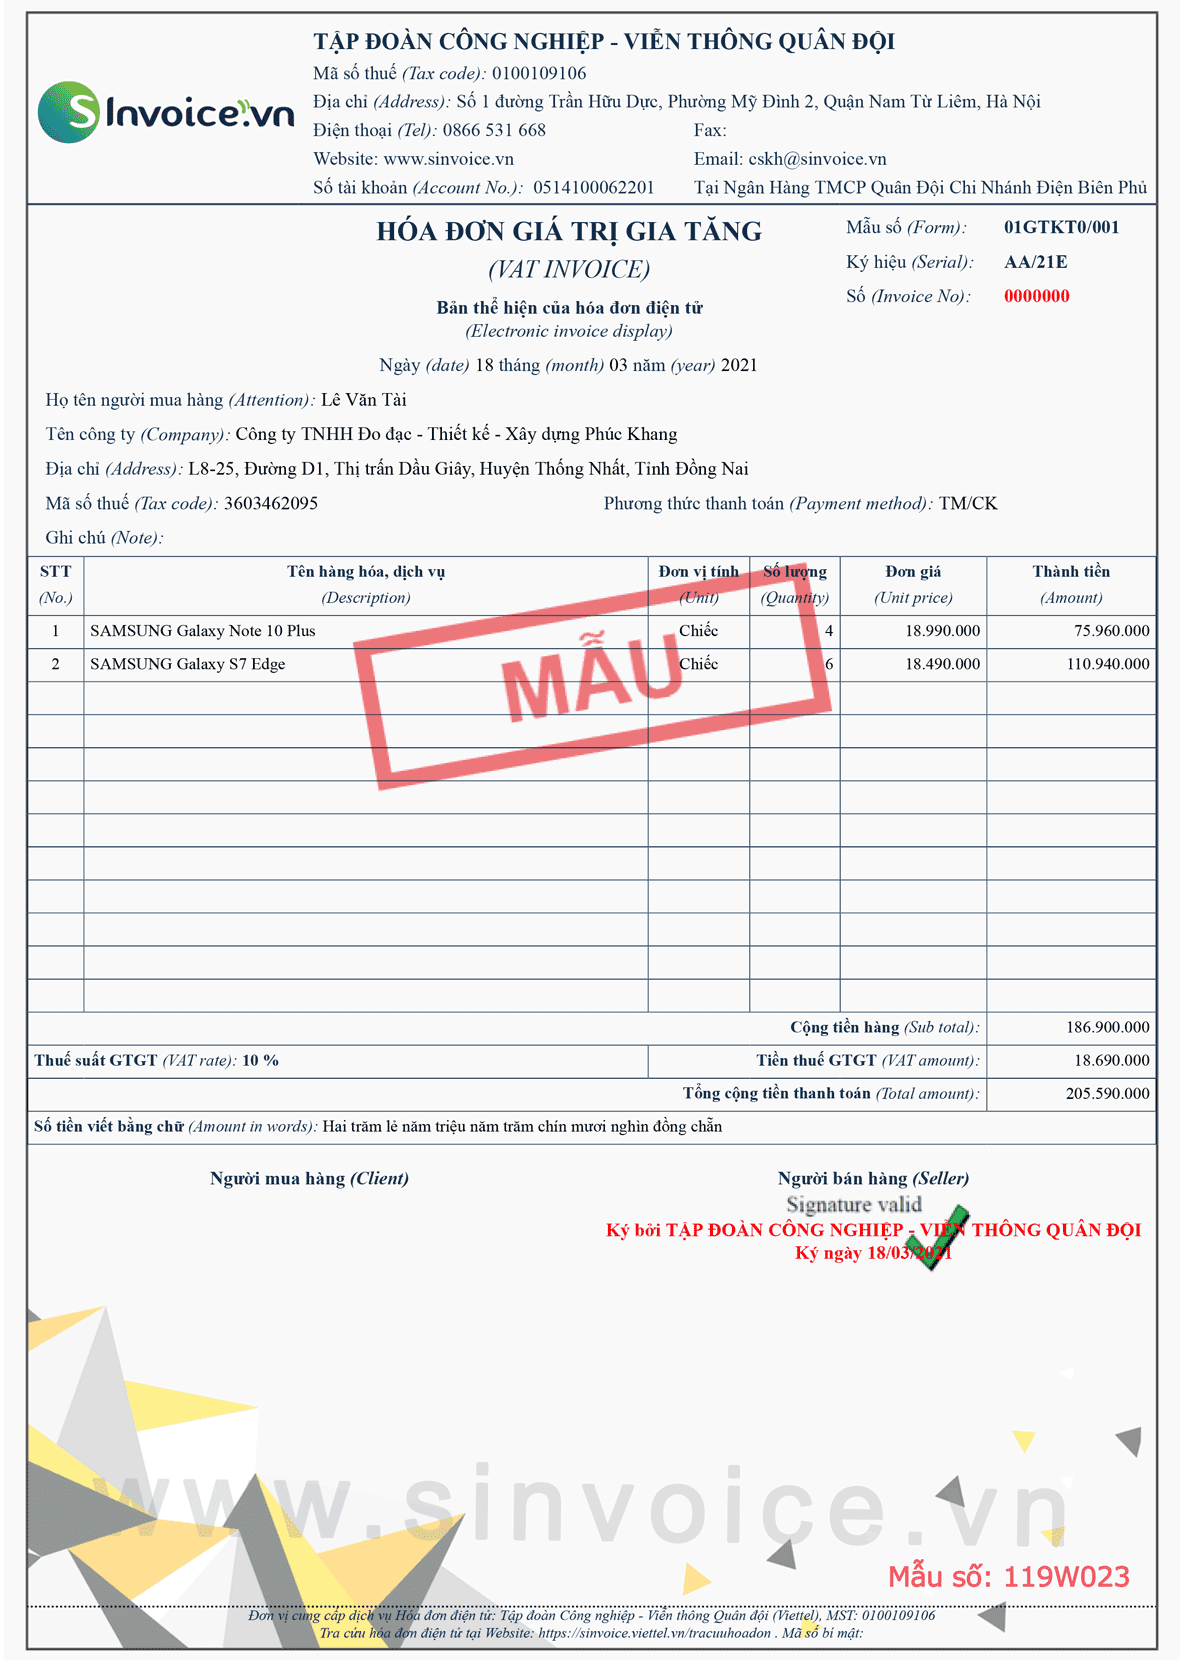 TẬP ĐOÀN CÔNG NGHIỆP - VIỄN THÔNG QUÂN ĐỘI
Mã số thuế (Tax code): 0100109106
SInvoice.vn
Địa chỉ (Address): Số 1 đường Trần Hữu Dực, Phường Mỹ Đình 2, Quận Nam Từ Liêm, Hà Nội
Điện thoại (Tel): 0866 531 668 Fax:
Website: www.sinvoice.vn Email: cskh@sinvoice.vn
Số tài khoản (Account No.): 0514100062201 Tại Ngân Hàng TMCP Quân Đội Chi Nhánh Điện Biên Phủ
HÓA ĐƠN GIÁ TRỊ GIA TĂNG
(VAT INVOICE)
Bản thể hiện của hóa đơn điện tử
(Electronic invoice display)
Ngày (date) 18 tháng (month) 03 năm (year) 2021
Mẫu số (Form): 01GTKT0/001
Ký hiệu (Serial): AA/21E
Số (Invoice No): 0000000
Họ tên người mua hàng (Attention): Lê Văn Tài
Tên công ty (Company): Công ty TNHH Đo đạc - Thiết kế - Xây dựng Phúc Khang
Địa chỉ (Address): L8-25, Đường D1, Thị trấn Dầu Giây, Huyện Thống Nhất, Tỉnh Đồng Nai
Mã số thuế (Tax code): 3603462095 Phương thức thanh toán (Payment method): TM/CK
Ghi chú (Note):
STT Tên hàng hóa, dịch vụ Đơn vị tính Số lượng Đơn giá Thành tiền
(No.) (Description) (Unit) (Quantity) (Unit price) (Amount)
1 SAMSUNG Galaxy Note 10 Plus Chiếc 4 18.990.000 75.960.000
2 SAMSUNG Galaxy S7 Edge Chiếc 6 18.490.000 110.940.000
MẪU
Cộng tiền hàng (Sub total): 186.900.000
Thuế suất GTGT (VAT rate): 10 % Tiền thuế GTGT (VAT amount): 18.690.000
Tổng cộng tiền thanh toán (Total amount): 205.590.000
Số tiền viết bằng chữ (Amount in words): Hai trăm lẻ năm triệu năm trăm chín mươi nghìn đồng chẵn
Người mua hàng (Client) Người bán hàng (Seller)
Signature valid
Ký bởi TẬP ĐOÀN CÔNG NGHIỆP - VIỄN THÔNG QUÂN ĐỘI
Ký ngày 18/03/2021
www.sinvoice.vn
Mẫu số: 119W023
Đơn vị cung cấp dịch vụ Hóa đơn điện tử: Tập đoàn Công nghiệp - Viễn thông Quân đội (Viettel), MST: 0100109106
Tra cứu hóa đơn điện tử tại Website: https://sinvoice.viettel.vn/tracuuhoadon . Mã số bí mật: